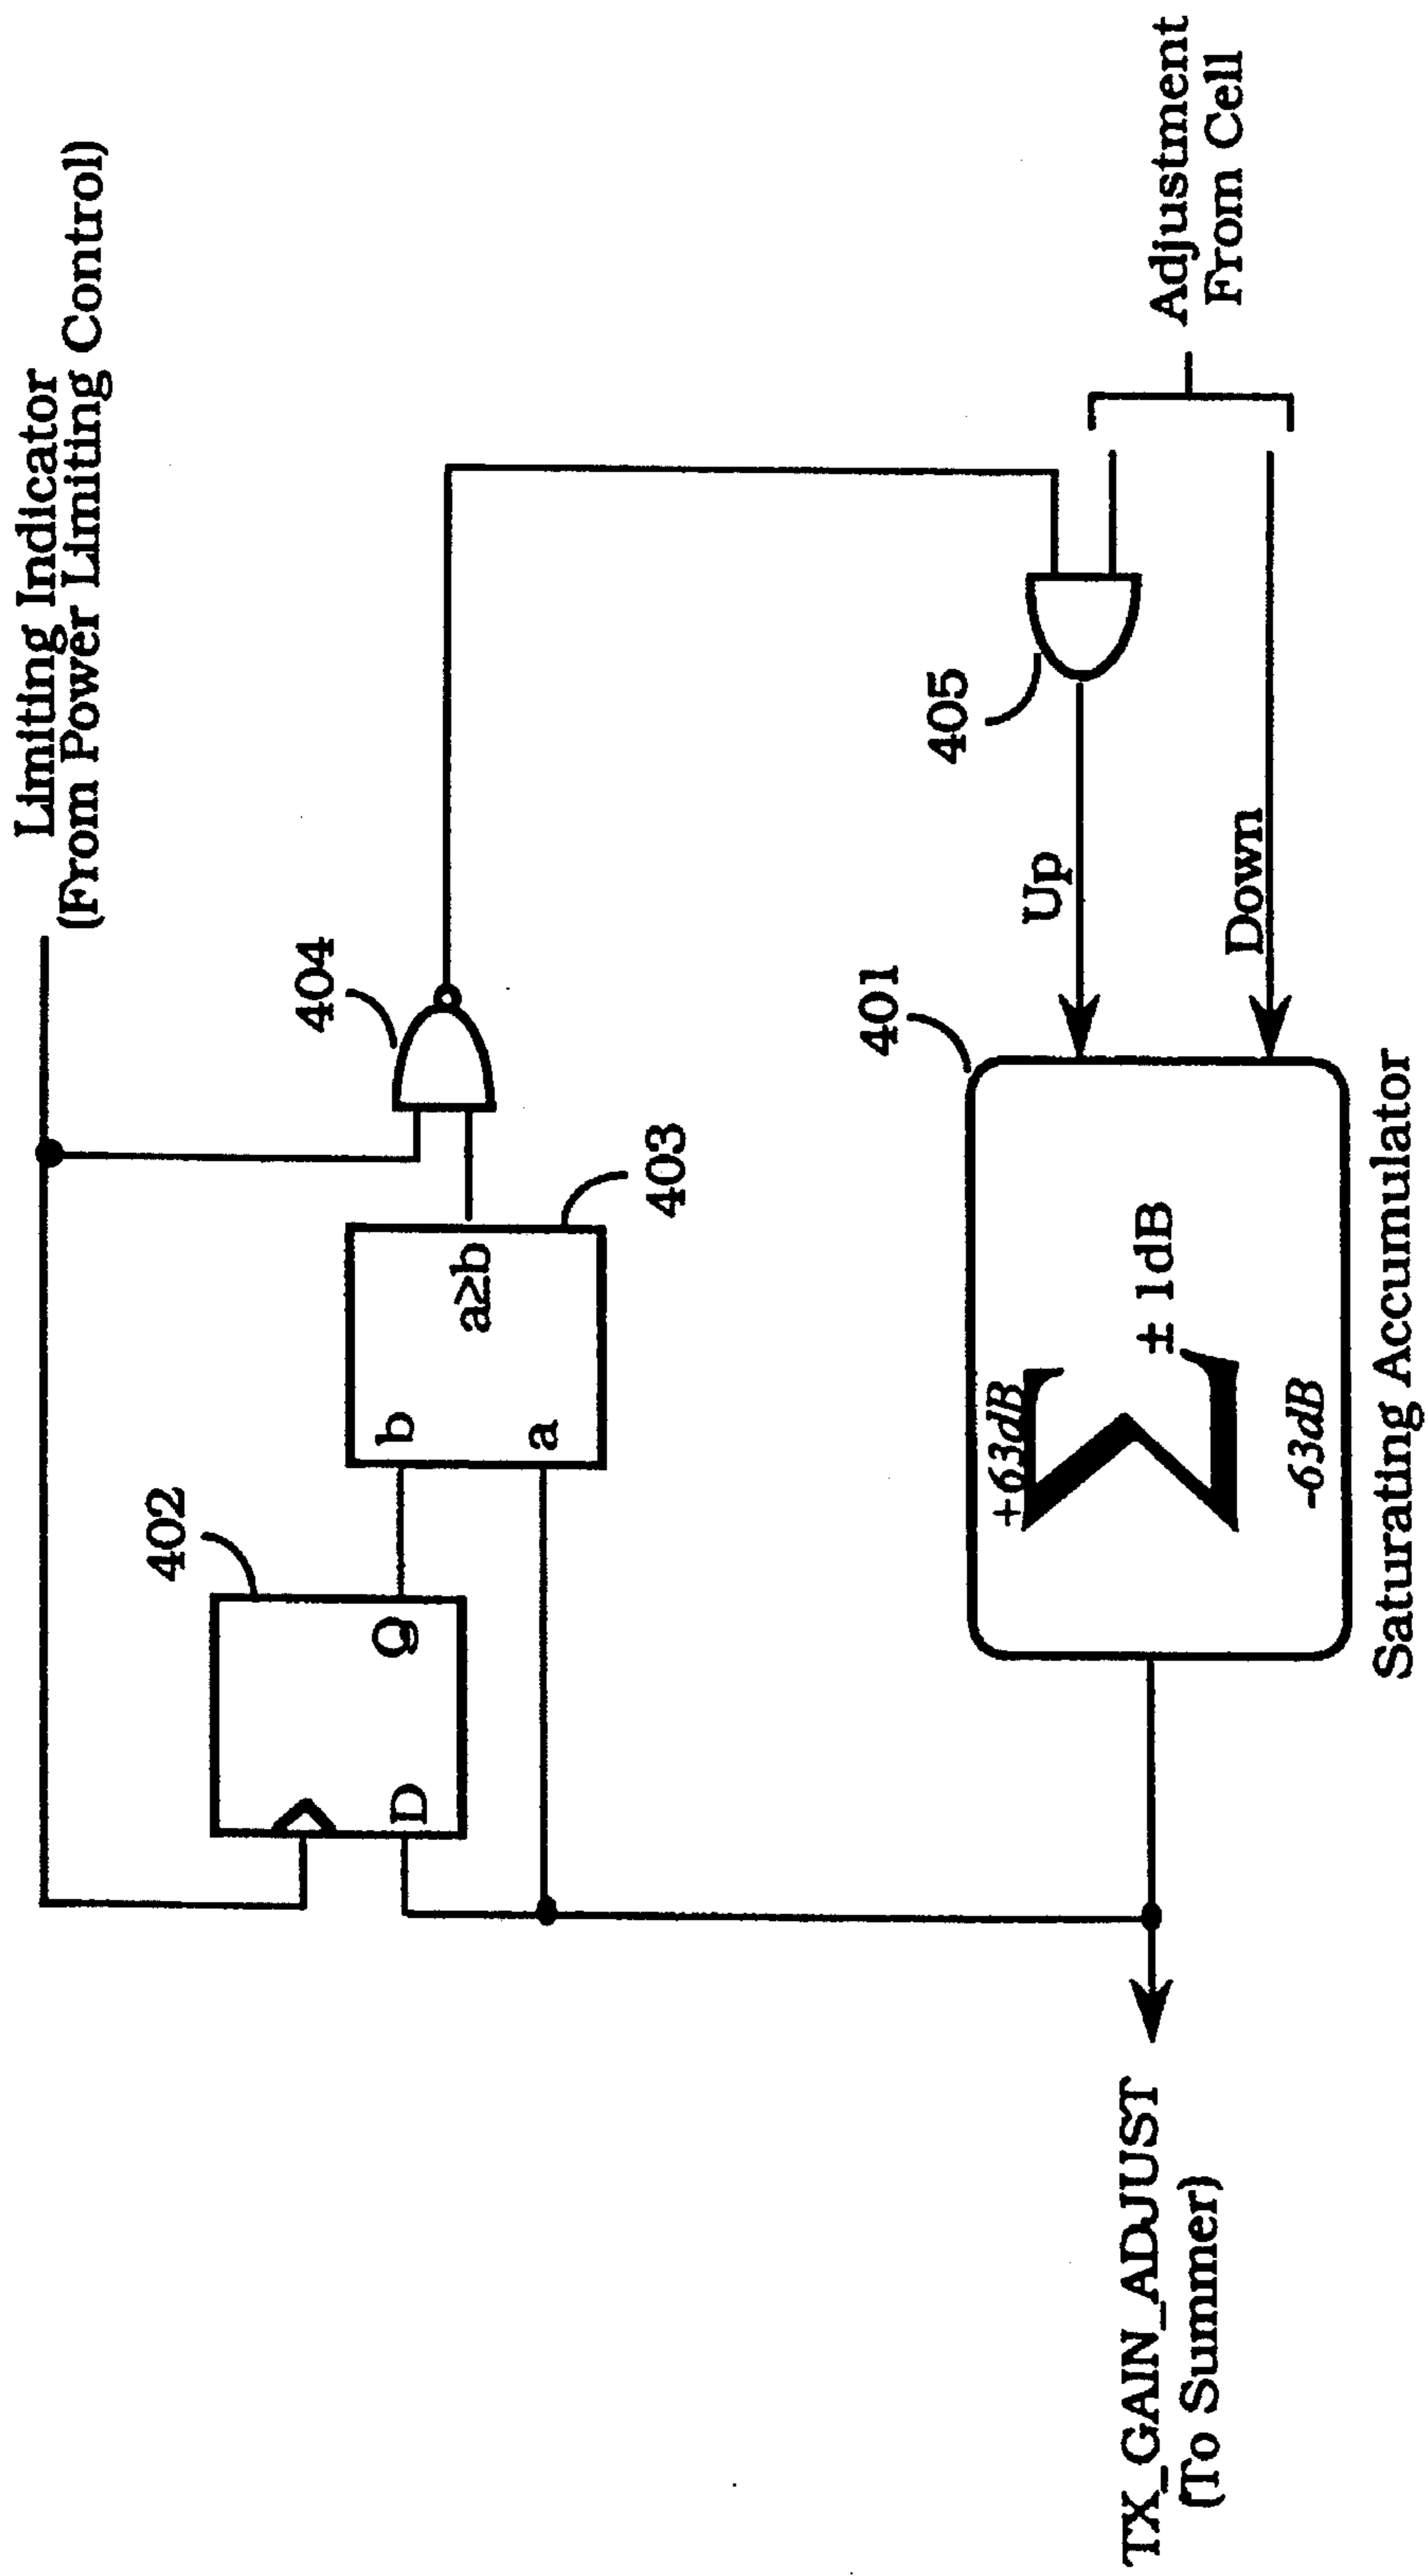 Limiting Indicator
(From Power Limiting Control)
402
Q
D
b
a
a≥b
403
404
405
Adjustment
From Cell
Up
Down
401
+63dB
± 1dB
-63dB
Saturating Accumulator
TX_GAIN_ADJUST
(To Summer)